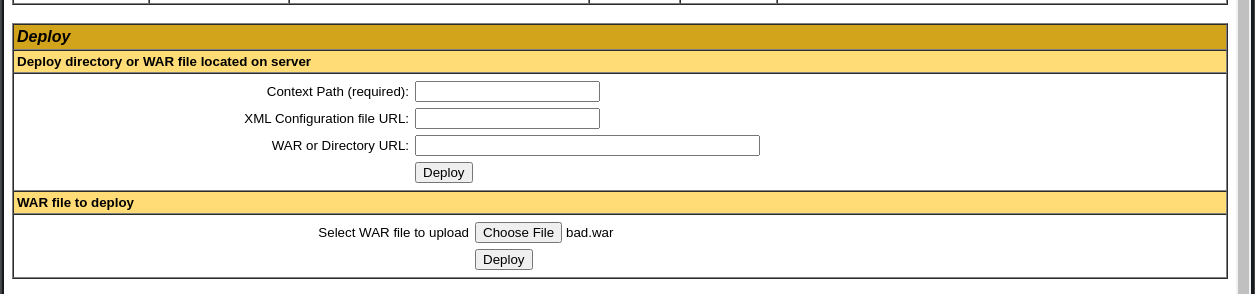 Deploy
Deploy directory or WAR file located on server
Context Path (required):
XML Configuration file URL:
WAR or Directory URL:
Deploy
WAR file to deploy
Select WAR file to upload Choose File bad.war
Deploy